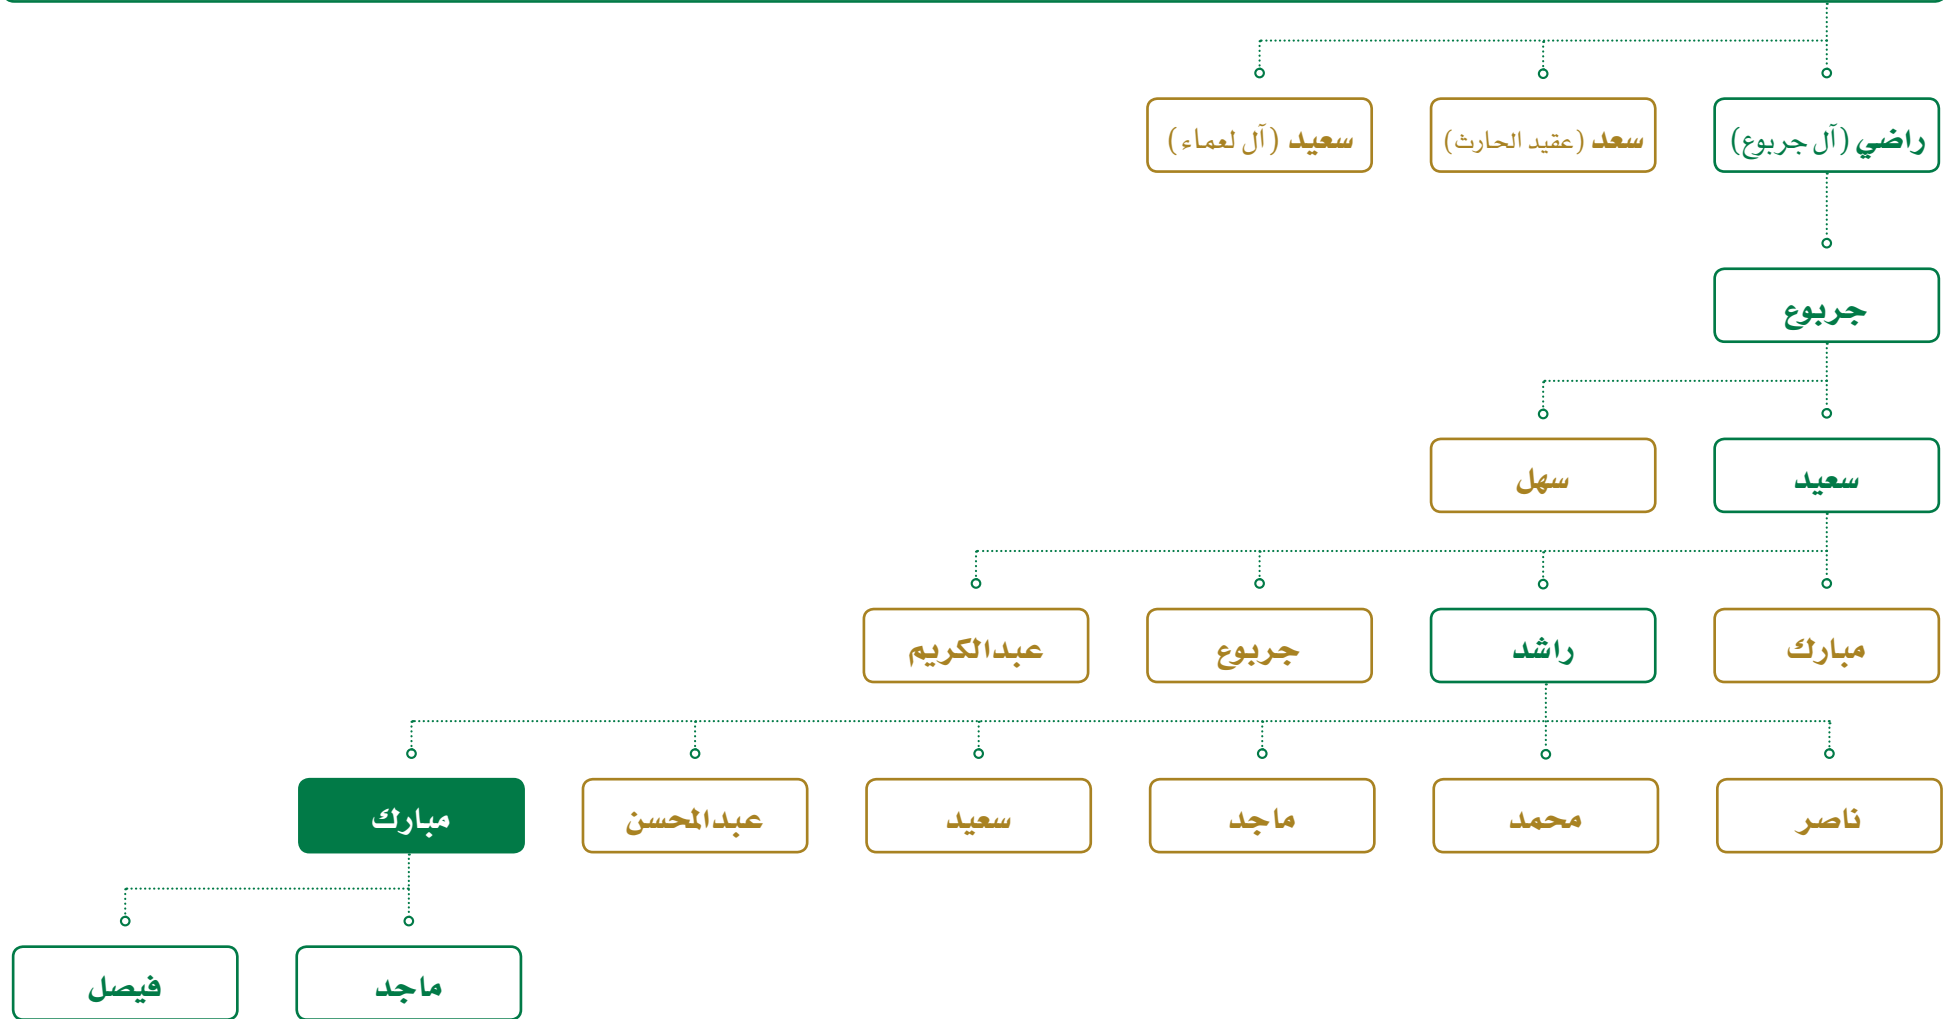 راضي (آل جربوع) سعد (عقيد الحارث) سعيد (آل لعماء)
جربوع
سعيد سهل
مبارك راشد جربوع عبدالكريم
ناصر محمد ماجد سعيد عبدالمحسن مبارك
ماجد فيصل